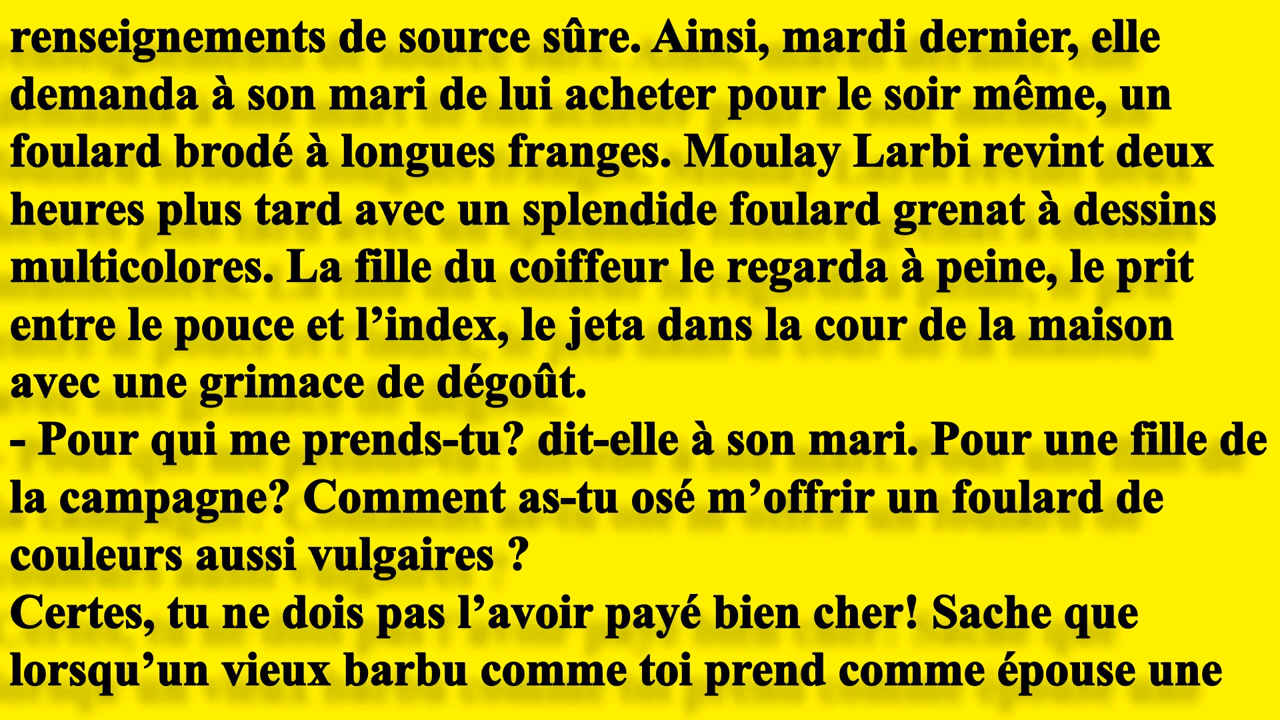 renseignements de source sûre. Ainsi, mardi dernier, elle
demanda à son mari de lui acheter pour le soir même, un
foulard brodé à longues franges. Moulay Larbi revint deux
heures plus tard avec un splendide foulard grenat à dessins
multicolores. La fille du coiffeur le regarda à peine, le prit
entre le pouce et l’index, le jeta dans la cour de la maison
avec une grimace de dégoût.
- Pour qui me prends-tu? dit-elle à son mari. Pour une fille de
la campagne? Comment as-tu osé m’offrir un foulard de
couleurs aussi vulgaires ?
Certes, tu ne dois pas l’avoir payé bien cher! Sache que
lorsqu’un vieux barbu comme toi prend comme épouse une